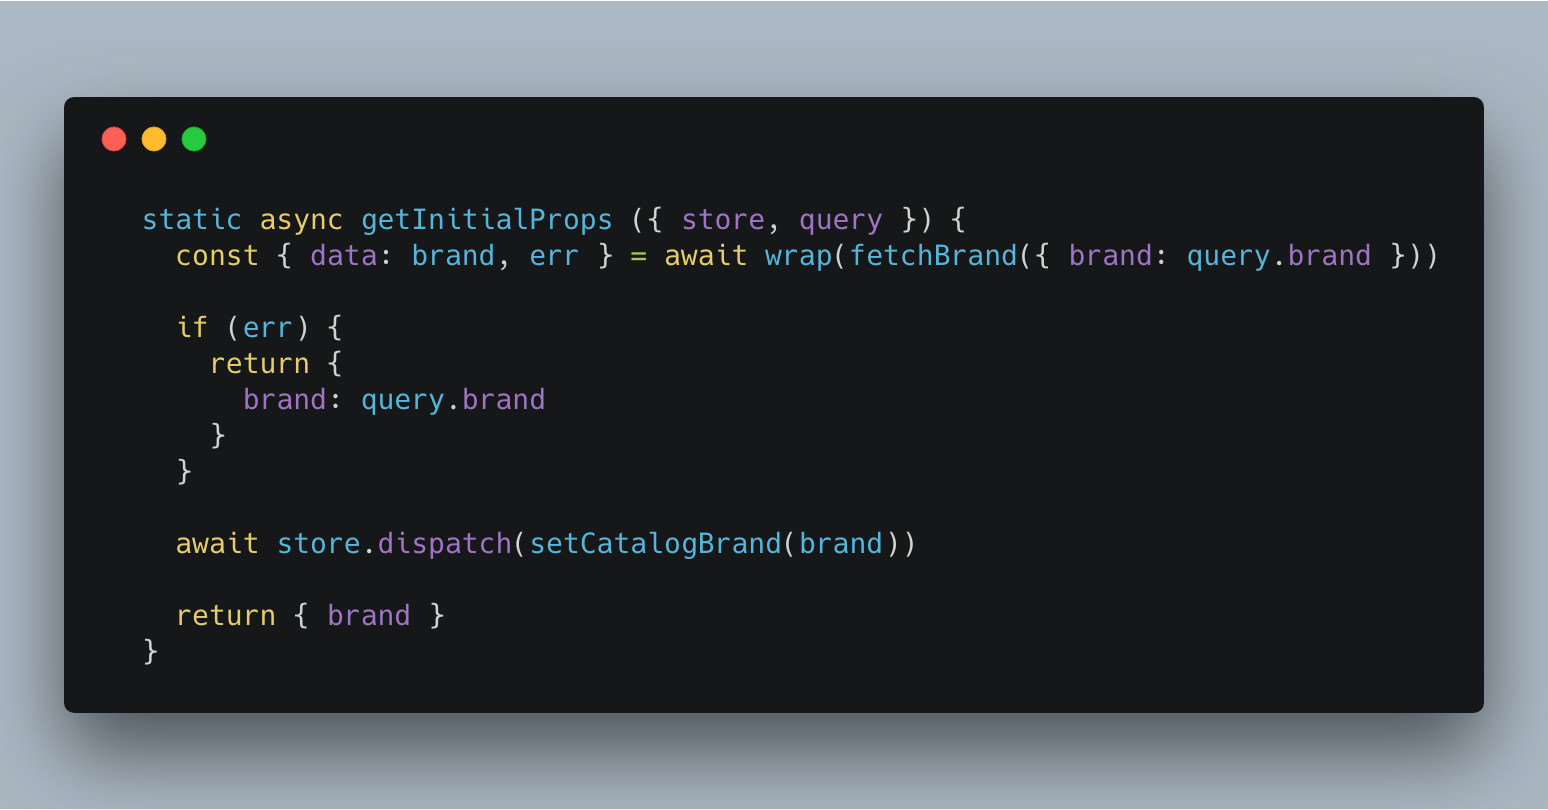 static async getInitialProps ({ store, query }) {
  const { data: brand, err } = await wrap(fetchBrand({ brand: query.brand }))
  if (err) {
    return {
      brand: query.brand
    }
  }
  await store.dispatch(setCatalogBrand(brand))
  return { brand }
}